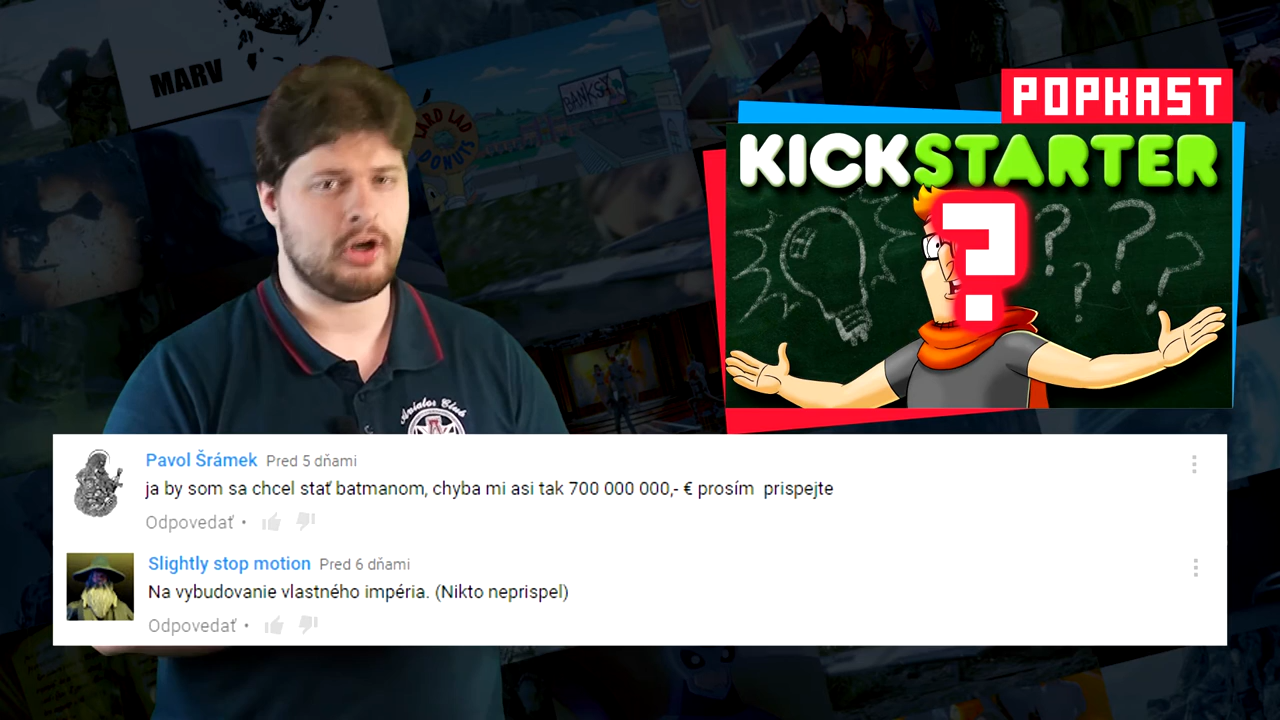 MARV
LARD LAD
DONUTS
BANKSY
POPKAST
KICKSTARTER
?
? ? ? ?
Aviator Club
A
Pavol Šrámek Pred 5 dňami
ja by som sa chcel stať batmanom, chyba mi asi tak 700 000 000,- € prosím prispejte
Odpovedať •
Slightly stop motion Pred 6 dňami
Na vybudovanie vlastného impéria. (Nikto neprispel)
Odpovedať •